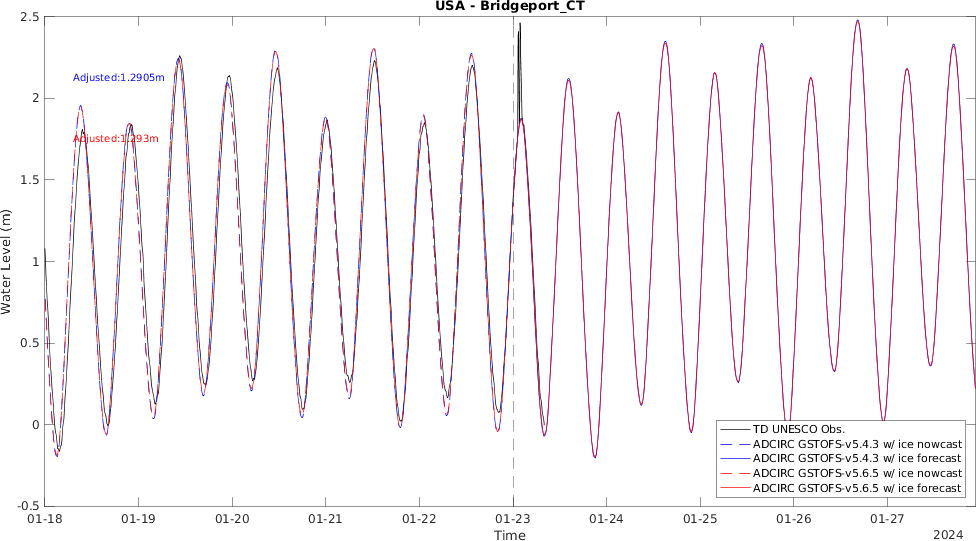 USA - Bridgeport_CT
2.5
2
1.5
1
0.5
0
-0.5
Water Level (m)
Adjusted:1.2905m
Adjusted:1.293m
TD UNESCO Obs.
ADCIRC GSTOFS-v5.4.3 w/ ice nowcast
ADCIRC GSTOFS-v5.4.3 w/ ice forecast
ADCIRC GSTOFS-v5.6.5 w/ ice nowcast
ADCIRC GSTOFS-v5.6.5 w/ ice forecast
01-18 01-19 01-20 01-21 01-22 01-23 01-24 01-25 01-26 01-27
Time
2024